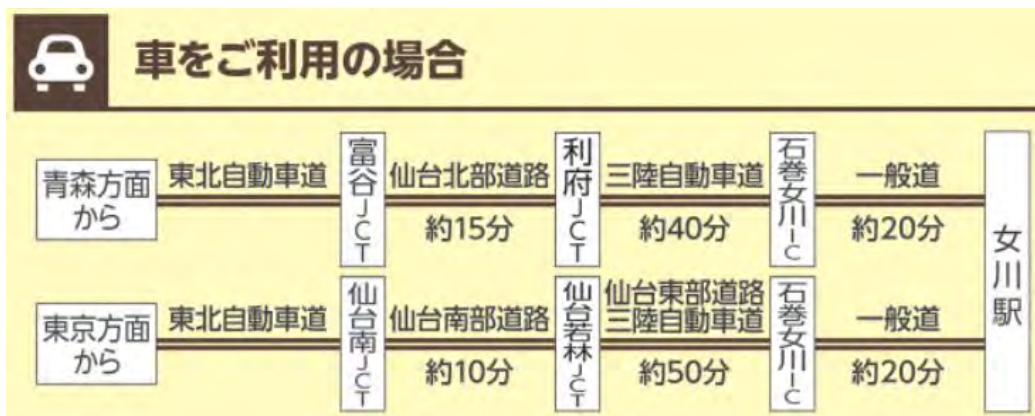 車をご利用の場合
青森方面
から
東北自動車道
富谷JCT
仙台北部道路
約15分
利府JCT
三陸自動車道
約40分
石巻女川IC
一般道
約20分
東京方面
から
東北自動車道
仙台南JCT
仙台南部道路
約10分
仙台若林JCT
仙台東部道路
三陸自動車道
約50分
石巻女川IC
一般道
約20分
女川駅